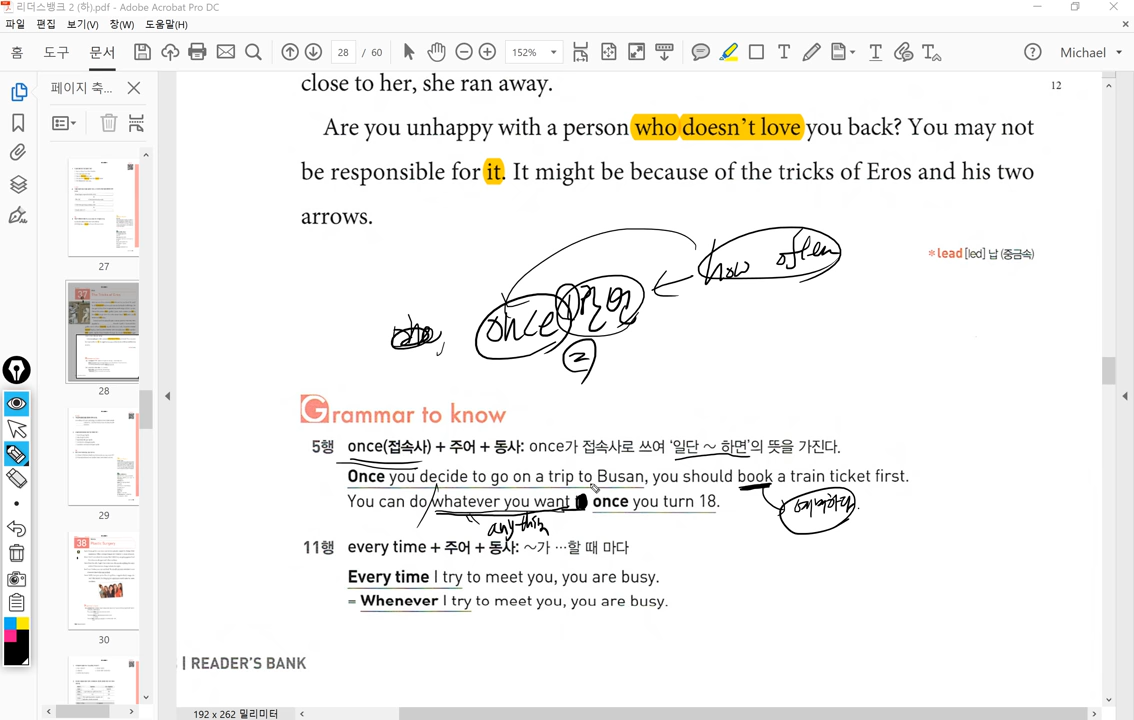 리더스뱅크 2 (하).pdf - Adobe Acrobat Pro DC
파일 편집 보기(V) 창(W) 도움말(H)
홈 도구 문서 28 / 60 152% Michael
페이지 축...
close to her, she ran away.
12
Are you unhappy with a person who doesn't love you back? You may not
be responsible for it. It might be because of the tricks of Eros and his two
arrows.
*lead [led] 납 (중금속)
how often
once
2
Grammar to know
5행 once(접속사) + 주어 + 동사: once가 접속사로 쓰여 '일단 ~ 하면'의 뜻을 가진다.
Once you decide to go on a trip to Busan, you should book a train ticket first.
You can do whatever you want once you turn 18.
예매하다.
11행 every time + 주어 + 동사: ~가 …할 때 마다
Every time I try to meet you, you are busy.
= Whenever I try to meet you, you are busy.
| READER'S BANK
27
28
29
38
30
192 x 262 밀리미터